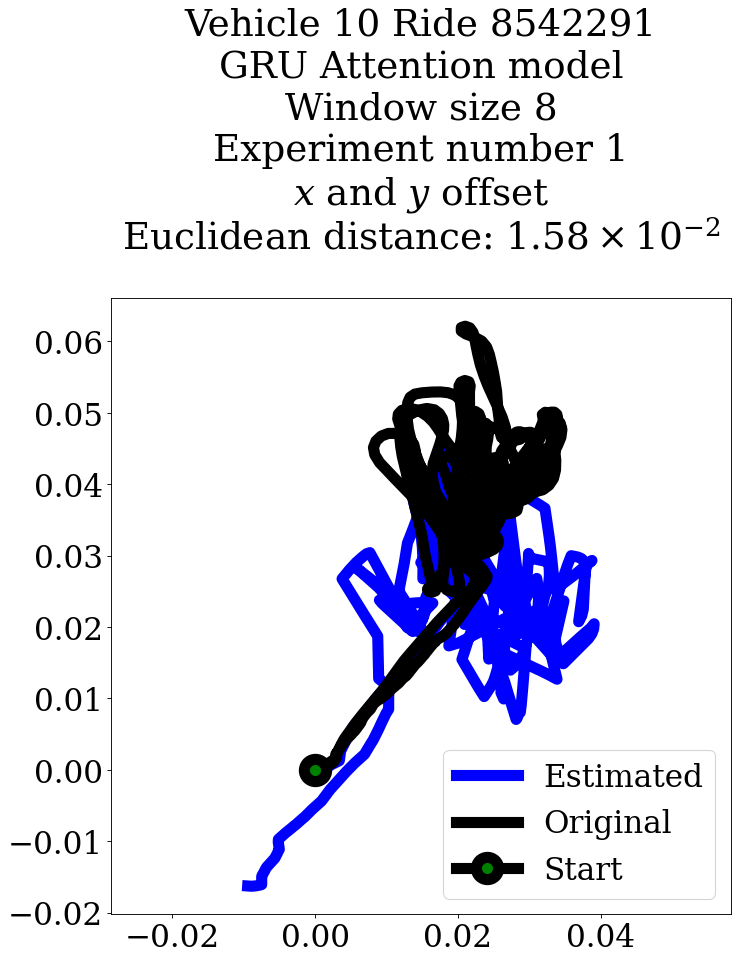 Vehicle 10 Ride 8542291
GRU Attention model
Window size 8
Experiment number 1
x and y offset
Euclidean distance: 1.58 × 10⁻²
0.06
0.05
0.04
0.03
0.02
0.01
0.00
−0.01
−0.02
−0.02 0.00 0.02 0.04
Estimated
Original
Start